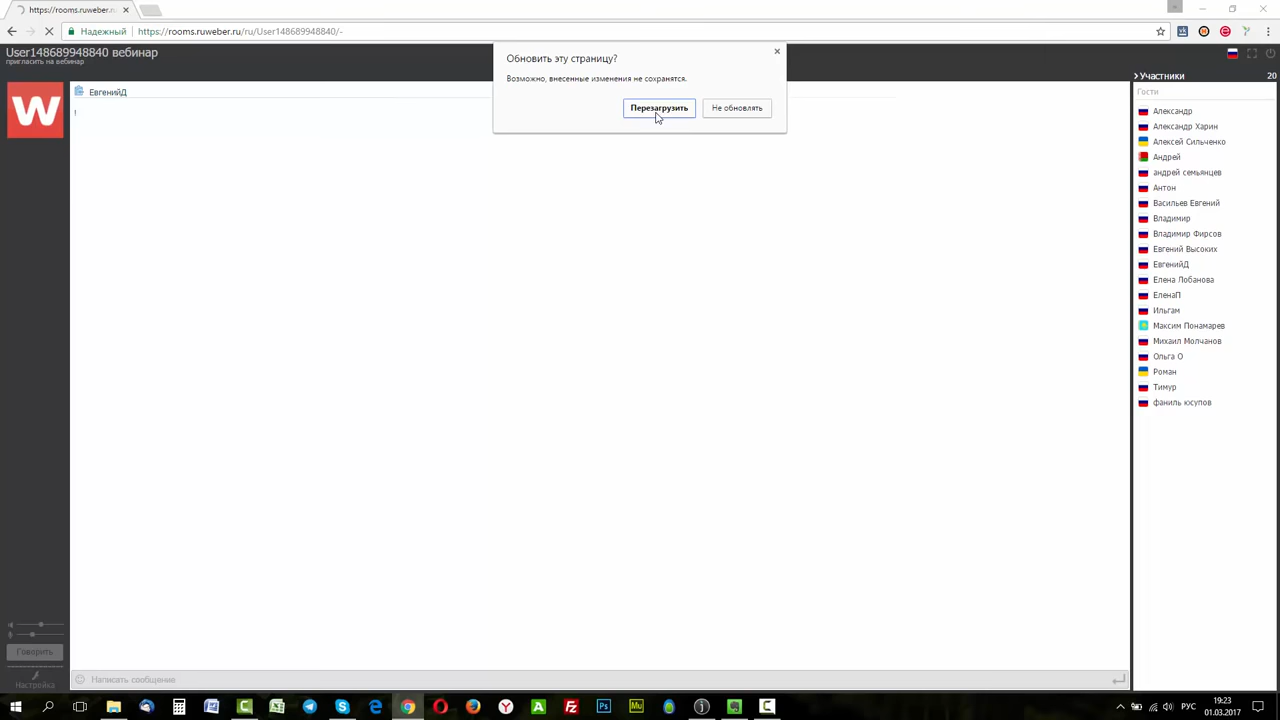 https://rooms.ruweber.ru
Надежный
https://rooms.ruweber.ru/ru/User148689948840/-
User148689948840 вебинар
пригласить на вебинар
W
ЕвгенийД
!
Обновить эту страницу?
Возможно, внесенные изменения не сохранятся.
Перезагрузить
Не обновлять
Участники 20
Гости
Александр
Александр Харин
Алексей Сильченко
Андрей
андрей семьянцев
Антон
Васильев Евгений
Владимир
Владимир Фирсов
Евгений Высоких
ЕвгенийД
Елена Лобанова
ЕленаП
Ильгам
Максим Понамарев
Михаил Молчанов
Ольга О
Роман
Тимур
фаниль юсупов
Говорить
Настройка
Написать сообщение
РУС
19:23
01.03.2017